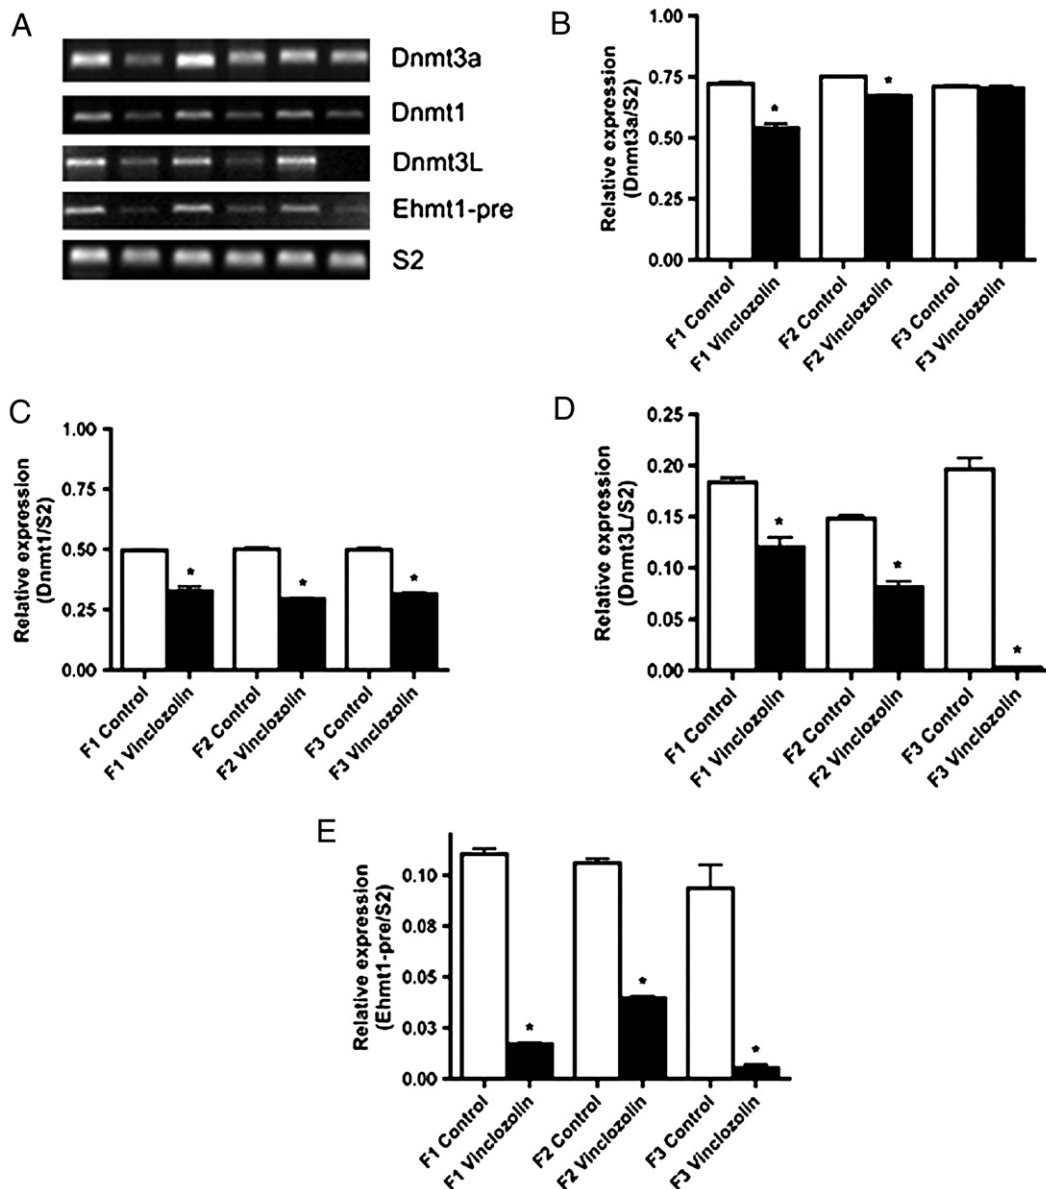 A
Dnmt3a
Dnmt1
Dnmt3L
Ehmt1-pre
S2
B
Relative expression
(Dnmt3a/S2)
1.00
0.75
0.50
0.25
0.00
*
*
F1 Control
F1 Vinclozolin
F2 Control
F2 Vinclozolin
F3 Control
F3 Vinclozolin
C
Relative expression
(Dnmt1/S2)
1.00
0.75
0.50
0.25
0.00
*
*
*
F1 Control
F1 Vinclozolin
F2 Control
F2 Vinclozolin
F3 Control
F3 Vinclozolin
D
Relative expression
(Dnmt3L/S2)
0.25
0.20
0.15
0.10
0.05
0.00
*
*
*
F1 Control
F1 Vinclozolin
F2 Control
F2 Vinclozolin
F3 Control
F3 Vinclozolin
E
Relative expression
(Ehmt1-pre/S2)
0.10
0.08
0.05
0.03
0.00
*
*
*
F1 Control
F1 Vinclozolin
F2 Control
F2 Vinclozolin
F3 Control
F3 Vinclozolin